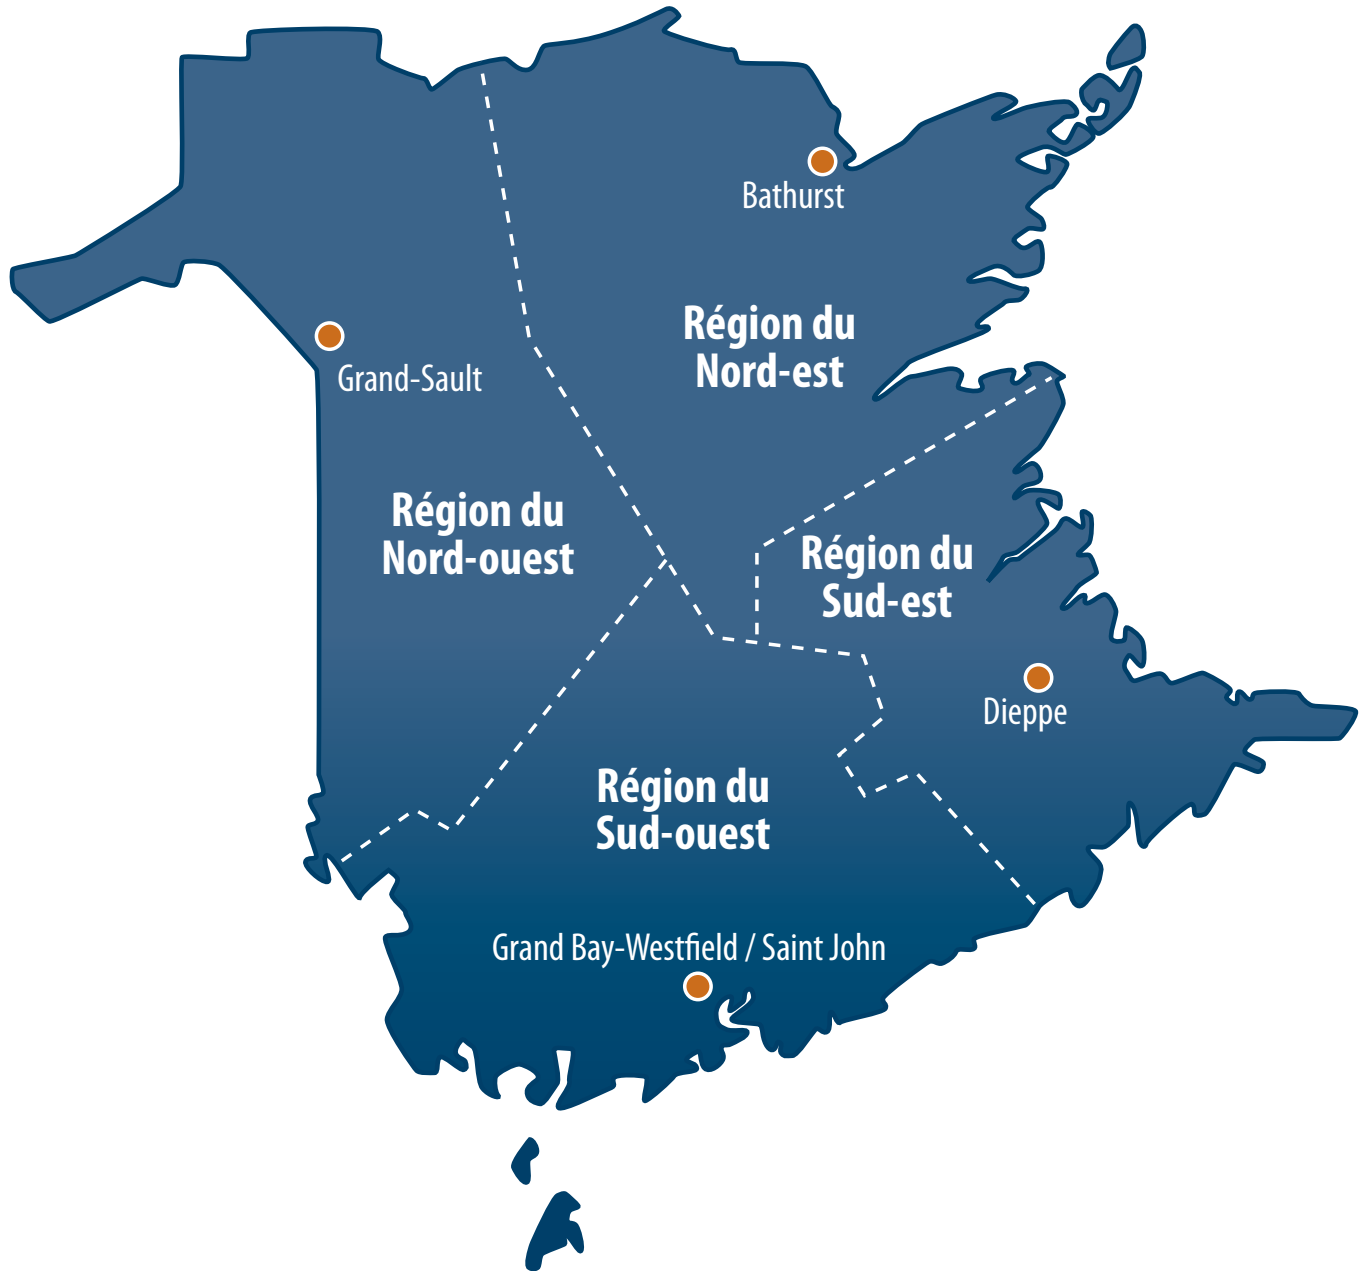 Bathurst
Région du
Nord-est
Grand-Sault
Région du
Nord-ouest
Région du
Sud-est
Dieppe
Région du
Sud-ouest
Grand Bay-Westfield / Saint John